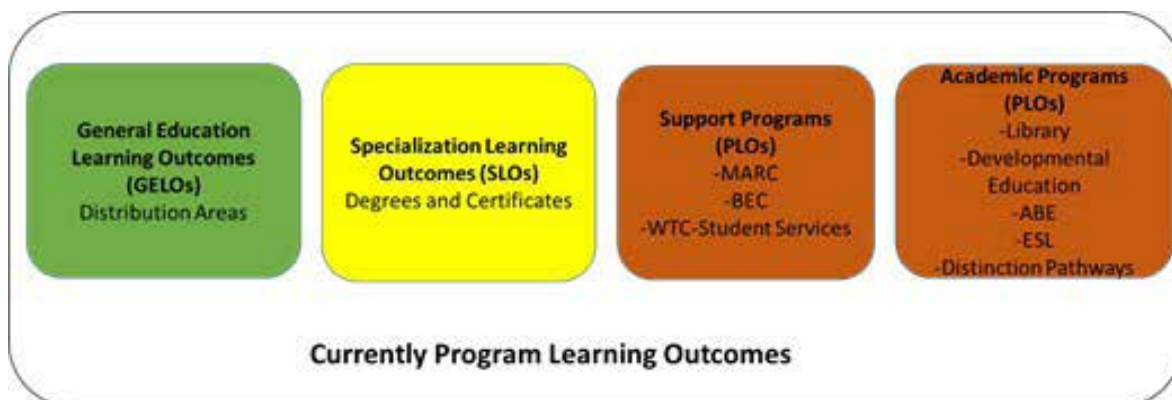 General Education
Learning Outcomes
(GELOs)
Distribution Areas
Specialization Learning
Outcomes (SLOs)
Degrees and Certificates
Support Programs
(PLOs)
-MARC
-BEC
-WTC-Student Services
Academic Programs
(PLOs)
-Library
-Developmental
Education
-ABE
-ESL
-Distinction Pathways
Currently Program Learning Outcomes